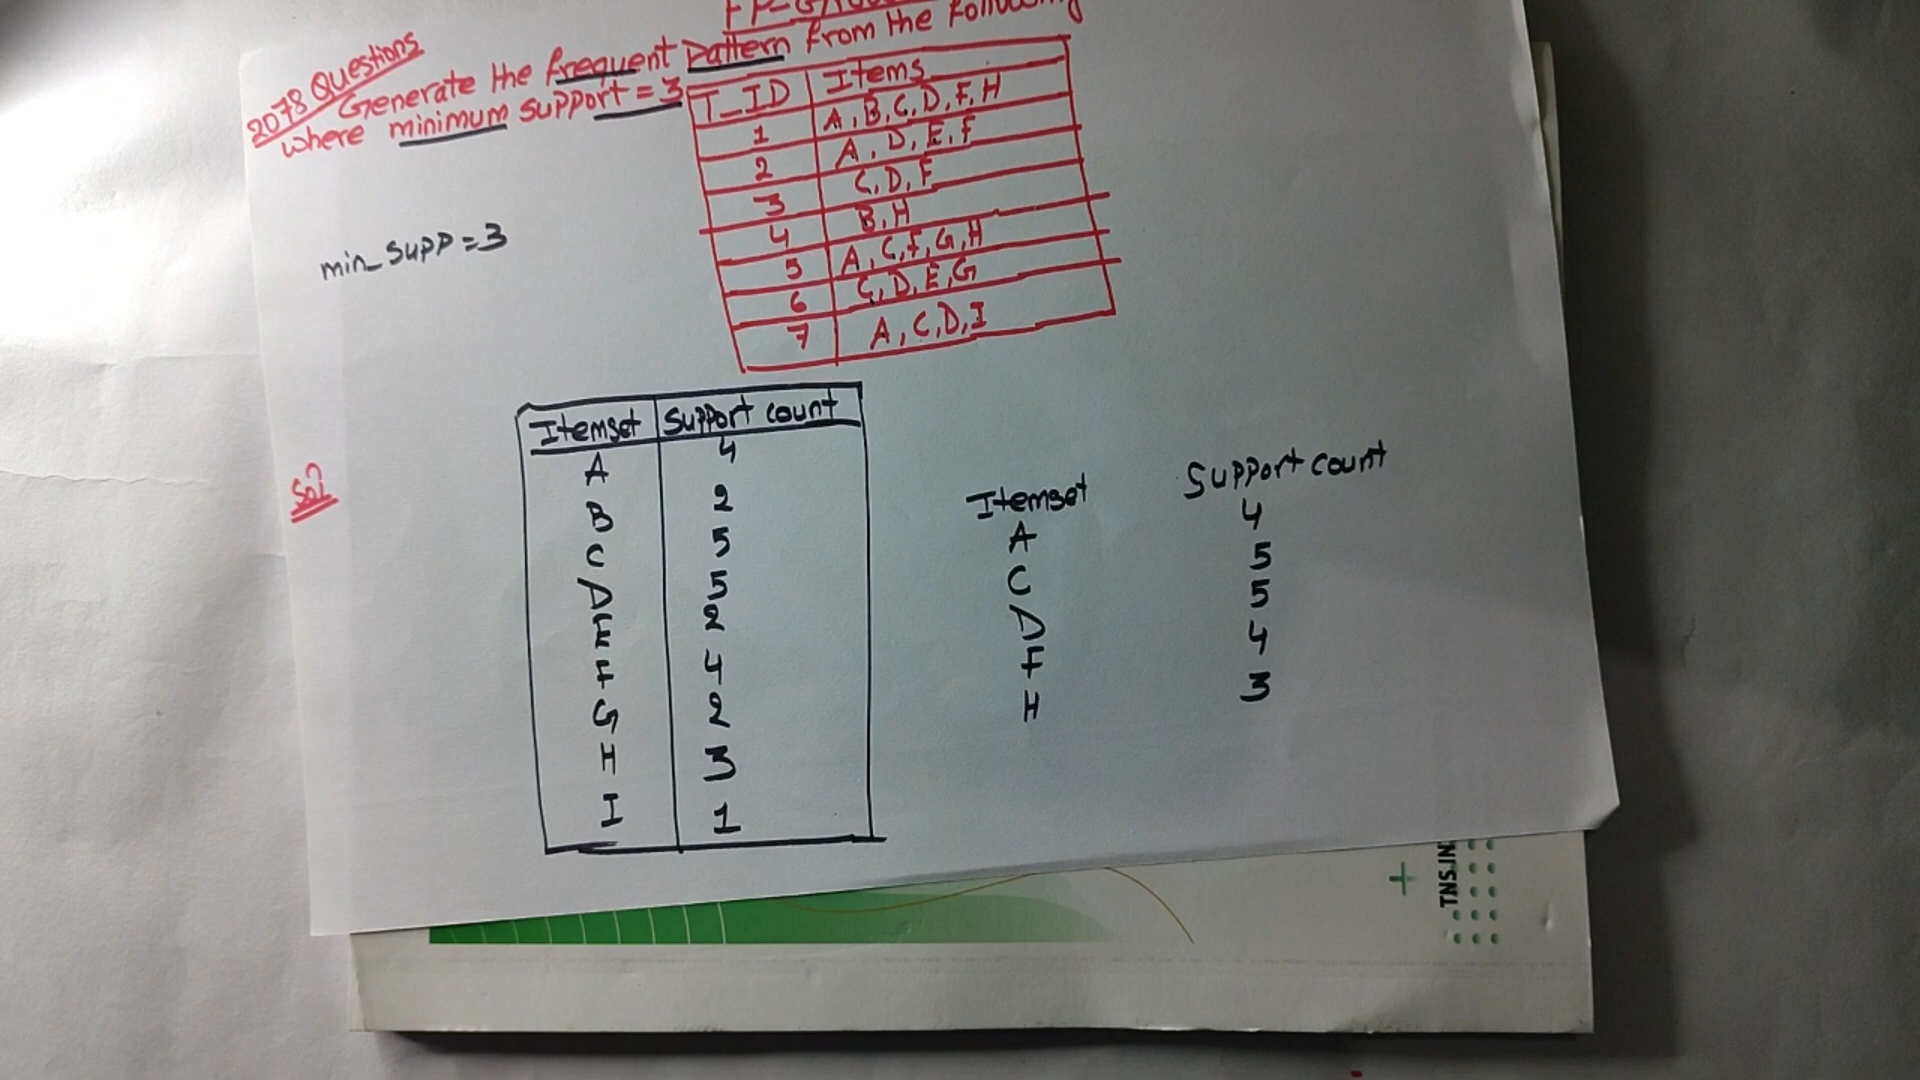 2078 Questions
Generate the frequent pattern from the following
where minimum support = 3
T_ID Items
1 A, B, C, D, F, H
2 A, D, E, F
3 C, D, F
4 B, H
5 A, C, F, G, H
6 C, D, E, G
7 A, C, D, I
min_supp = 3
Sol
Itemset Support count
A 4
B 2
C 5
D 5
E 2
F 4
G 2
H 3
I 1
Itemset Support count
A 4
C 5
D 5
F 4
H 3